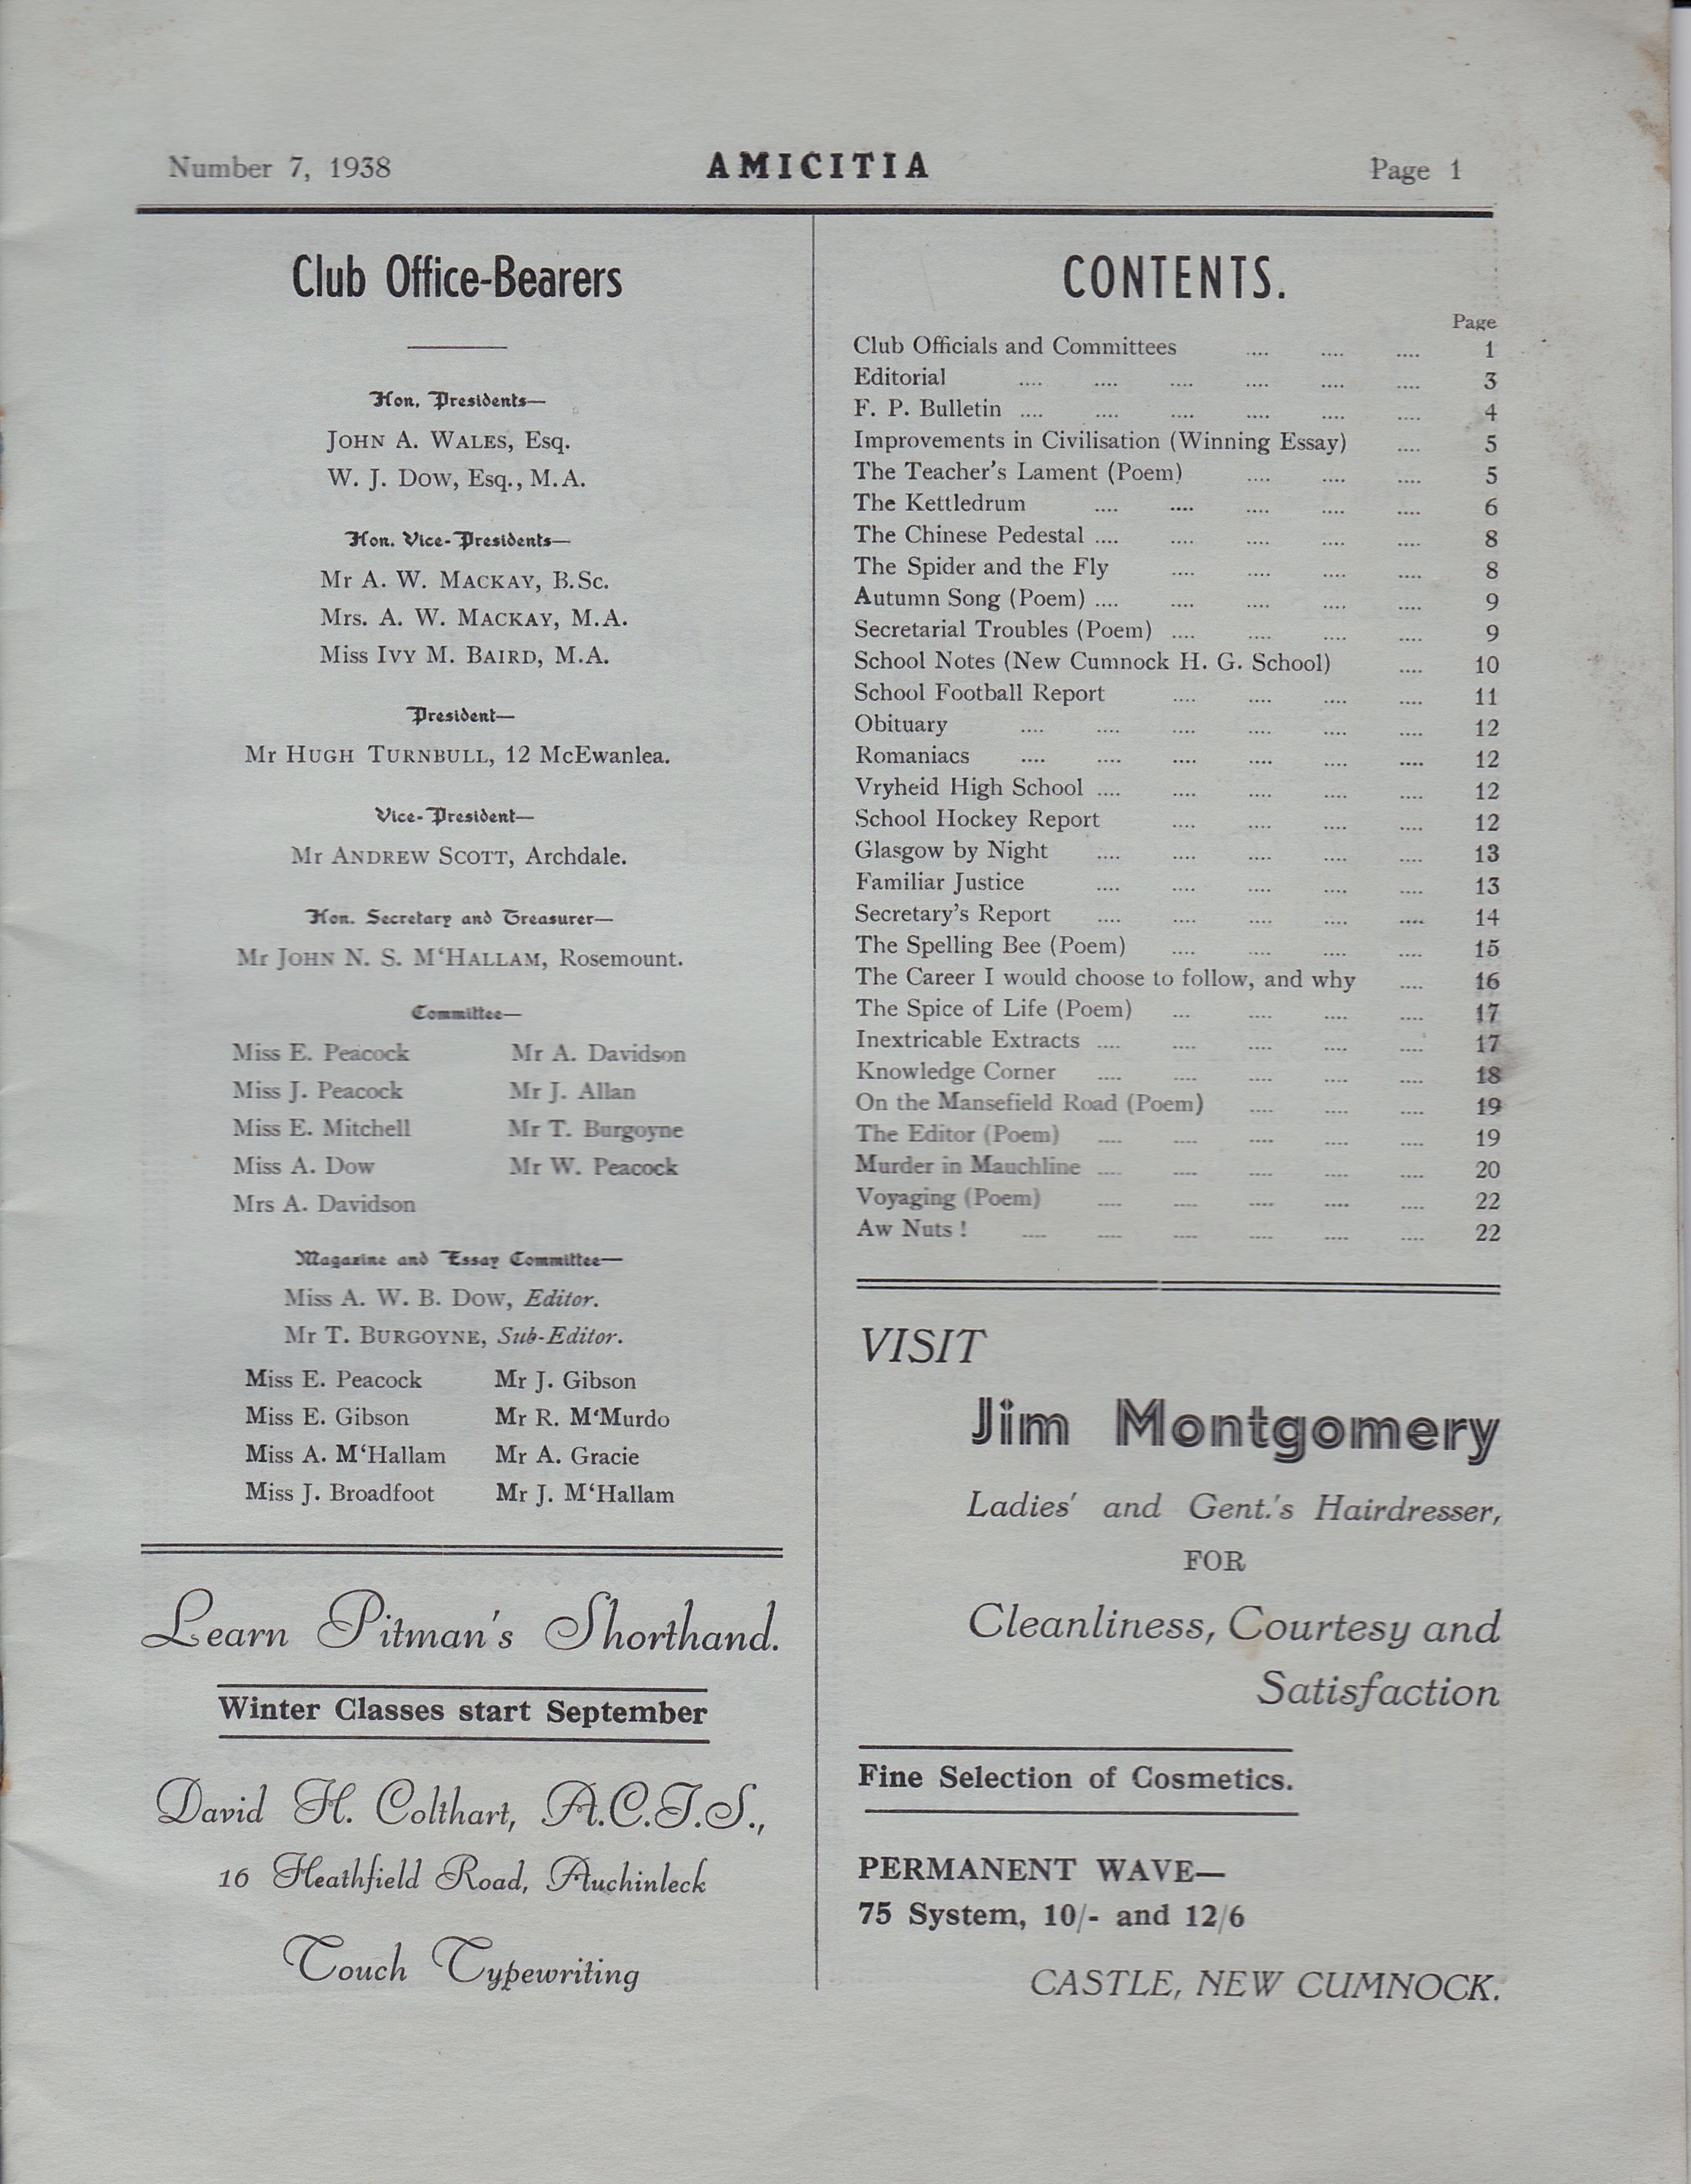 Number 7, 1938
AMICITIA
Page 1
Club Office-Bearers
Hon. Presidents—
JOHN A. WALES, Esq.
W. J. DOW, Esq., M.A.
Hon. Vice-Presidents—
Mr A. W. MACKAY, B.Sc.
Mrs. A. W. MACKAY, M.A.
Miss IVY M. BAIRD, M.A.
President—
Mr HUGH TURNBULL, 12 McEwanlea.
Vice-President—
Mr ANDREW SCOTT, Archdale.
Hon. Secretary and Treasurer—
Mr JOHN N. S. M‘HALLAM, Rosemount.
Committee—
Miss E. Peacock Mr A. Davidson
Miss J. Peacock Mr J. Allan
Miss E. Mitchell Mr T. Burgoyne
Miss A. Dow Mr W. Peacock
Mrs A. Davidson
Magazine and Essay Committee—
Miss A. W. B. DOW, Editor.
Mr T. BURGOYNE, Sub-Editor.
Miss E. Peacock Mr J. Gibson
Miss E. Gibson Mr R. M‘Murdo
Miss A. M‘Hallam Mr A. Gracie
Miss J. Broadfoot Mr J. M‘Hallam
Learn Pitman's Shorthand.
Winter Classes start September
David H. Colthart, A.C.T.S.,
16 Heathfield Road, Auchinleck
Touch Typewriting
CONTENTS.
Page
Club Officials and Committees .... .... .... 1
Editorial .... .... .... .... .... .... 3
F. P. Bulletin .... .... .... .... .... .... 4
Improvements in Civilisation (Winning Essay) .... 5
The Teacher's Lament (Poem) .... .... .... 5
The Kettledrum .... .... .... .... .... 6
The Chinese Pedestal .... .... .... .... .... 8
The Spider and the Fly .... .... .... .... 8
Autumn Song (Poem) .... .... .... .... .... 9
Secretarial Troubles (Poem) .... .... .... .... 9
School Notes (New Cumnock H. G. School) .... 10
School Football Report .... .... .... .... 11
Obituary .... .... .... .... .... .... 12
Romaniacs .... .... .... .... .... .... 12
Vryheid High School .... .... .... .... .... 12
School Hockey Report .... .... .... .... 12
Glasgow by Night .... .... .... .... .... 13
Familiar Justice .... .... .... .... .... 13
Secretary's Report .... .... .... .... .... 14
The Spelling Bee (Poem) .... .... .... .... 15
The Career I would choose to follow, and why .... 16
The Spice of Life (Poem) ... .... .... .... 17
Inextricable Extracts .... .... .... .... .... 17
Knowledge Corner .... .... .... .... .... 18
On the Mansefield Road (Poem) .... .... .... 19
The Editor (Poem) .... .... .... .... .... 19
Murder in Mauchline .... .... .... .... .... 20
Voyaging (Poem) .... .... .... .... .... 22
Aw Nuts ! .... .... .... .... .... .... 22
VISIT
Jim Montgomery
Ladies' and Gent.'s Hairdresser,
FOR
Cleanliness, Courtesy and
Satisfaction
Fine Selection of Cosmetics.
PERMANENT WAVE—
75 System, 10/- and 12/6
CASTLE, NEW CUMNOCK.